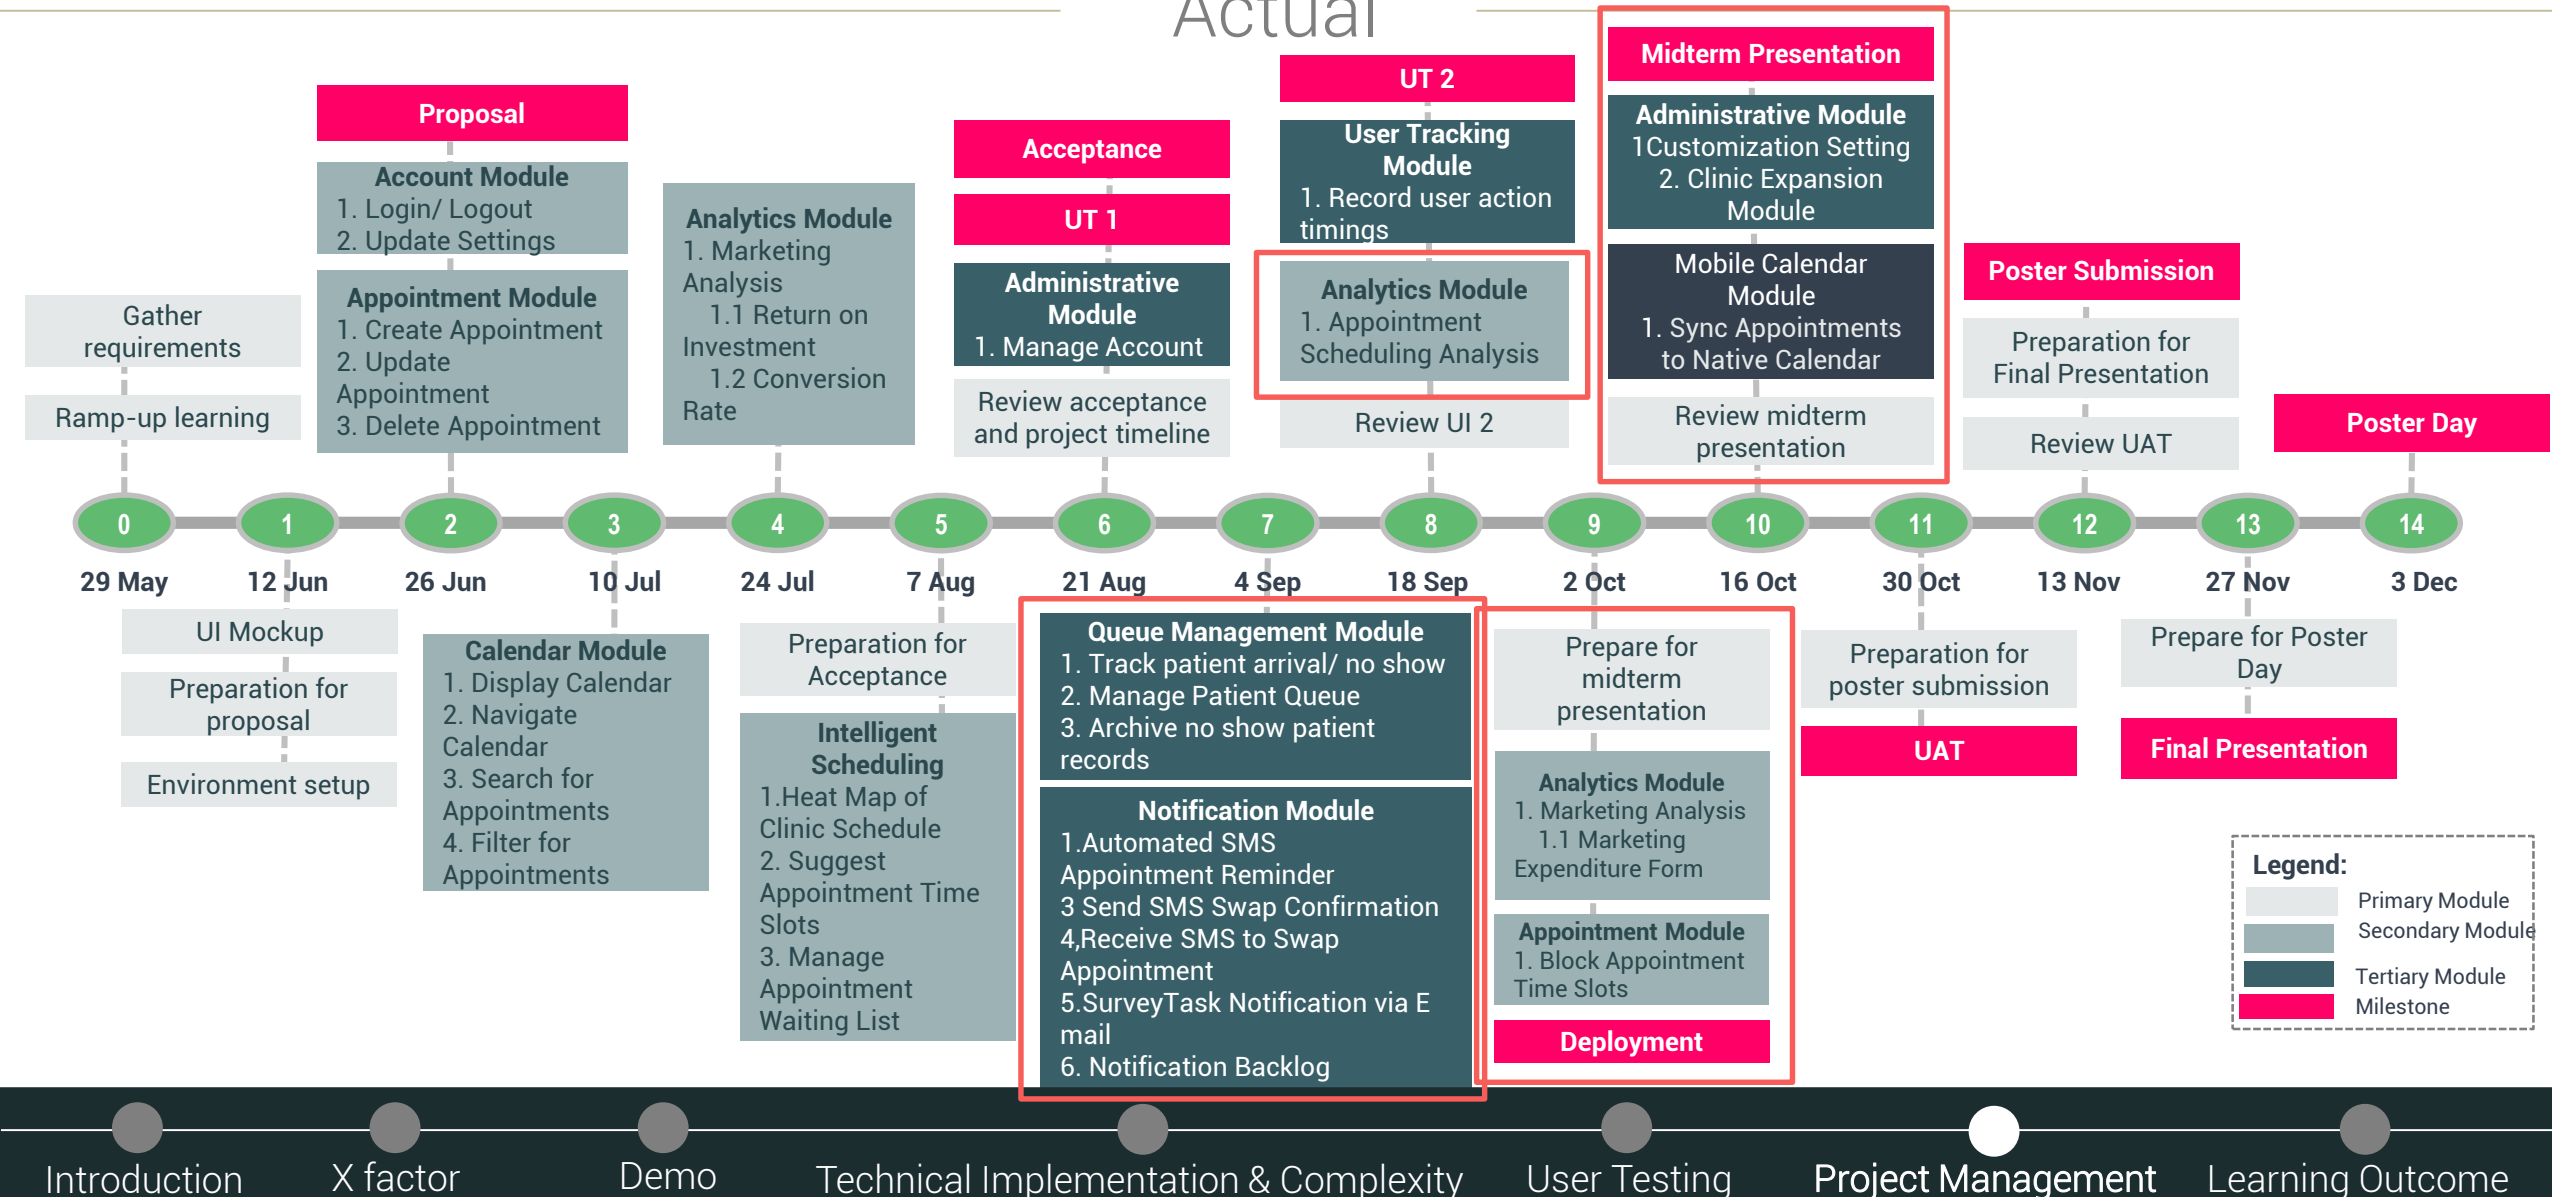 Actual
Proposal
Account Module
1. Login/ Logout
2. Update Settings
Appointment Module
1. Create Appointment
2. Update
Appointment
3. Delete Appointment
Gather
requirements
Ramp-up learning
Analytics Module
1. Marketing
Analysis
1.1 Return on
Investment
1.2 Conversion
Rate
Acceptance
UT 1
Administrative
Module
1. Manage Account
Review acceptance
and project timeline
UT 2
User Tracking
Module
1. Record user action
timings
Analytics Module
1. Appointment
Scheduling Analysis
Review UI 2
Midterm Presentation
Administrative Module
1Customization Setting
2. Clinic Expansion
Module
Mobile Calendar
Module
1. Sync Appointments
to Native Calendar
Review midterm
presentation
Poster Submission
Preparation for
Final Presentation
Review UAT
Poster Day
0
1
2
3
4
5
6
7
8
9
10
11
12
13
14
29 May
12 Jun
26 Jun
10 Jul
24 Jul
7 Aug
21 Aug
4 Sep
18 Sep
2 Oct
16 Oct
30 Oct
13 Nov
27 Nov
3 Dec
UI Mockup
Preparation for
proposal
Environment setup
Calendar Module
1. Display Calendar
2. Navigate
Calendar
3. Search for
Appointments
4. Filter for
Appointments
Preparation for
Acceptance
Intelligent
Scheduling
1.Heat Map of
Clinic Schedule
2. Suggest
Appointment Time
Slots
3. Manage
Appointment
Waiting List
Queue Management Module
1. Track patient arrival/ no show
2. Manage Patient Queue
3. Archive no show patient
records
Notification Module
1.Automated SMS
Appointment Reminder
3 Send SMS Swap Confirmation
4,Receive SMS to Swap
Appointment
5.SurveyTask Notification via E
mail
6. Notification Backlog
Prepare for
midterm
presentation
Analytics Module
1. Marketing Analysis
1.1 Marketing
Expenditure Form
Appointment Module
1. Block Appointment
Time Slots
Deployment
Preparation for
poster submission
UAT
Prepare for Poster
Day
Final Presentation
Legend:
Primary Module
Secondary Module
Tertiary Module
Milestone
Introduction
X factor
Demo
Technical Implementation & Complexity
User Testing
Project Management
Learning Outcome